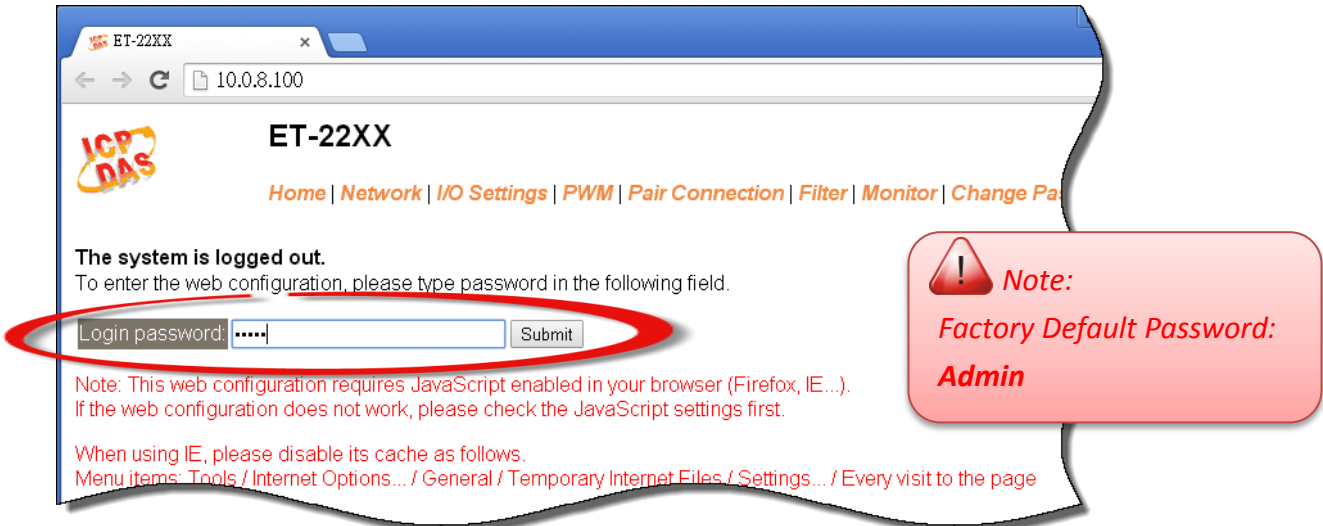 ET-22XX
10.0.8.100
ICP DAS
ET-22XX
Home | Network | I/O Settings | PWM | Pair Connection | Filter | Monitor | Change Pa
The system is logged out.
To enter the web configuration, please type password in the following field.
Login password: ••••• Submit
Note: This web configuration requires JavaScript enabled in your browser (Firefox, IE...).
If the web configuration does not work, please check the JavaScript settings first.
When using IE, please disable its cache as follows.
Menu items: Tools / Internet Options... / General / Temporary Internet Files / Settings... / Every visit to the page
Note:
Factory Default Password:
Admin